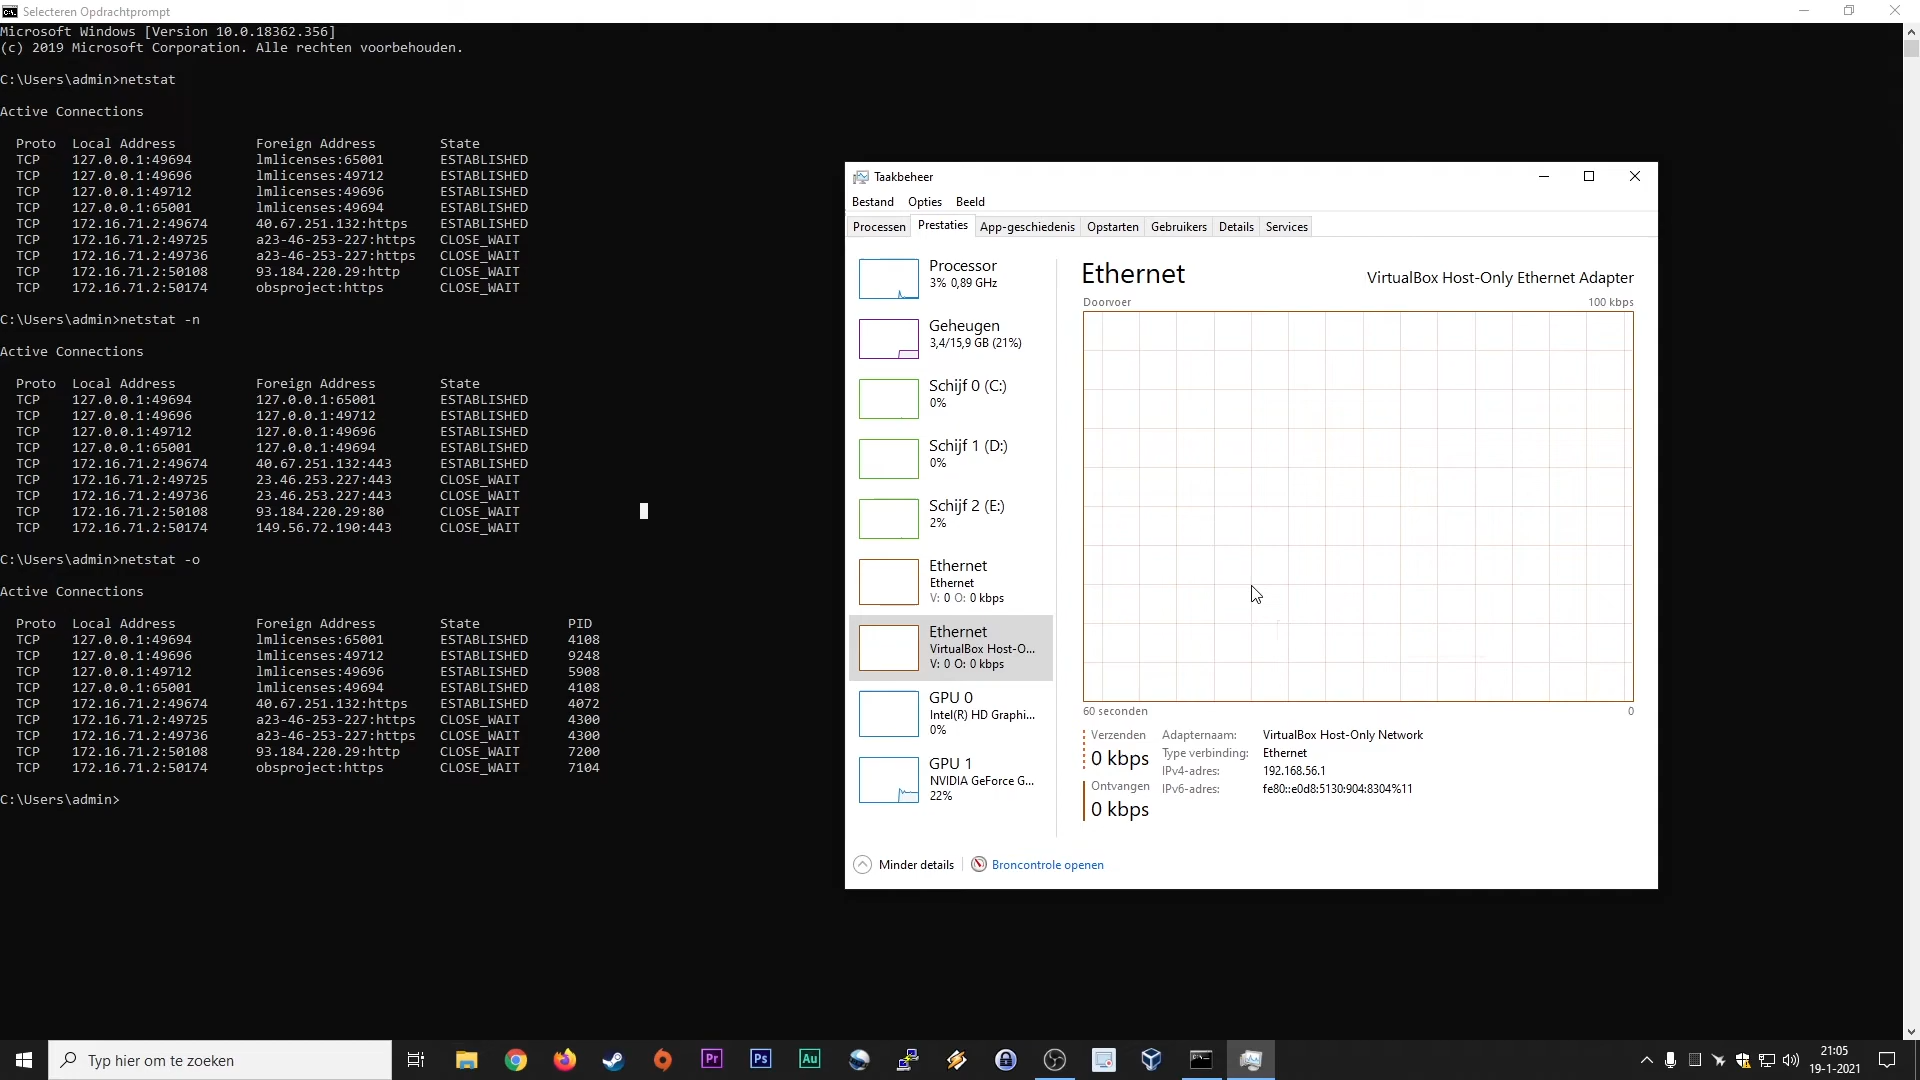 Selecteren Opdrachtprompt
Microsoft Windows [Version 10.0.18362.356]
(c) 2019 Microsoft Corporation. Alle rechten voorbehouden.
C:\Users\admin>netstat
Active Connections
Proto Local Address Foreign Address State
TCP 127.0.0.1:49694 lmlicenses:65001 ESTABLISHED
TCP 127.0.0.1:49696 lmlicenses:49712 ESTABLISHED
TCP 127.0.0.1:49712 lmlicenses:49696 ESTABLISHED
TCP 127.0.0.1:65001 lmlicenses:49694 ESTABLISHED
TCP 172.16.71.2:49674 40.67.251.132:https ESTABLISHED
TCP 172.16.71.2:49725 a23-46-253-227:https CLOSE_WAIT
TCP 172.16.71.2:49736 a23-46-253-227:https CLOSE_WAIT
TCP 172.16.71.2:50108 93.184.220.29:http CLOSE_WAIT
TCP 172.16.71.2:50174 obsproject:https CLOSE_WAIT
C:\Users\admin>netstat -n
Active Connections
Proto Local Address Foreign Address State
TCP 127.0.0.1:49694 127.0.0.1:65001 ESTABLISHED
TCP 127.0.0.1:49696 127.0.0.1:49712 ESTABLISHED
TCP 127.0.0.1:49712 127.0.0.1:49696 ESTABLISHED
TCP 127.0.0.1:65001 127.0.0.1:49694 ESTABLISHED
TCP 172.16.71.2:49674 40.67.251.132:443 ESTABLISHED
TCP 172.16.71.2:49725 23.46.253.227:443 CLOSE_WAIT
TCP 172.16.71.2:49736 23.46.253.227:443 CLOSE_WAIT
TCP 172.16.71.2:50108 93.184.220.29:80 CLOSE_WAIT
TCP 172.16.71.2:50174 149.56.72.190:443 CLOSE_WAIT
C:\Users\admin>netstat -o
Active Connections
Proto Local Address Foreign Address State PID
TCP 127.0.0.1:49694 lmlicenses:65001 ESTABLISHED 4108
TCP 127.0.0.1:49696 lmlicenses:49712 ESTABLISHED 9248
TCP 127.0.0.1:49712 lmlicenses:49696 ESTABLISHED 5908
TCP 127.0.0.1:65001 lmlicenses:49694 ESTABLISHED 4108
TCP 172.16.71.2:49674 40.67.251.132:https ESTABLISHED 4072
TCP 172.16.71.2:49725 a23-46-253-227:https CLOSE_WAIT 4300
TCP 172.16.71.2:49736 a23-46-253-227:https CLOSE_WAIT 4300
TCP 172.16.71.2:50108 93.184.220.29:http CLOSE_WAIT 7200
TCP 172.16.71.2:50174 obsproject:https CLOSE_WAIT 7104
C:\Users\admin>
Taakbeheer
Bestand Opties Beeld
Processen Prestaties App-geschiedenis Opstarten Gebruikers Details Services
Processor
3% 0,89 GHz
Geheugen
3,4/15,9 GB (21%)
Schijf 0 (C:)
0%
Schijf 1 (D:)
0%
Schijf 2 (E:)
2%
Ethernet
Ethernet
V: 0 O: 0 kbps
Ethernet
VirtualBox Host-O...
V: 0 O: 0 kbps
GPU 0
Intel(R) HD Graphi...
0%
GPU 1
NVIDIA GeForce G...
22%
Ethernet VirtualBox Host-Only Ethernet Adapter
Doorvoer 100 kbps
60 seconden 0
Verzenden
0 kbps
Ontvangen
0 kbps
Adapternaam: VirtualBox Host-Only Network
Type verbinding: Ethernet
IPv4-adres: 192.168.56.1
IPv6-adres: fe80::e0d8:5130:904:8304%11
Minder details Broncontrole openen
Typ hier om te zoeken
Pr
Ps
Au
21:05
19-1-2021